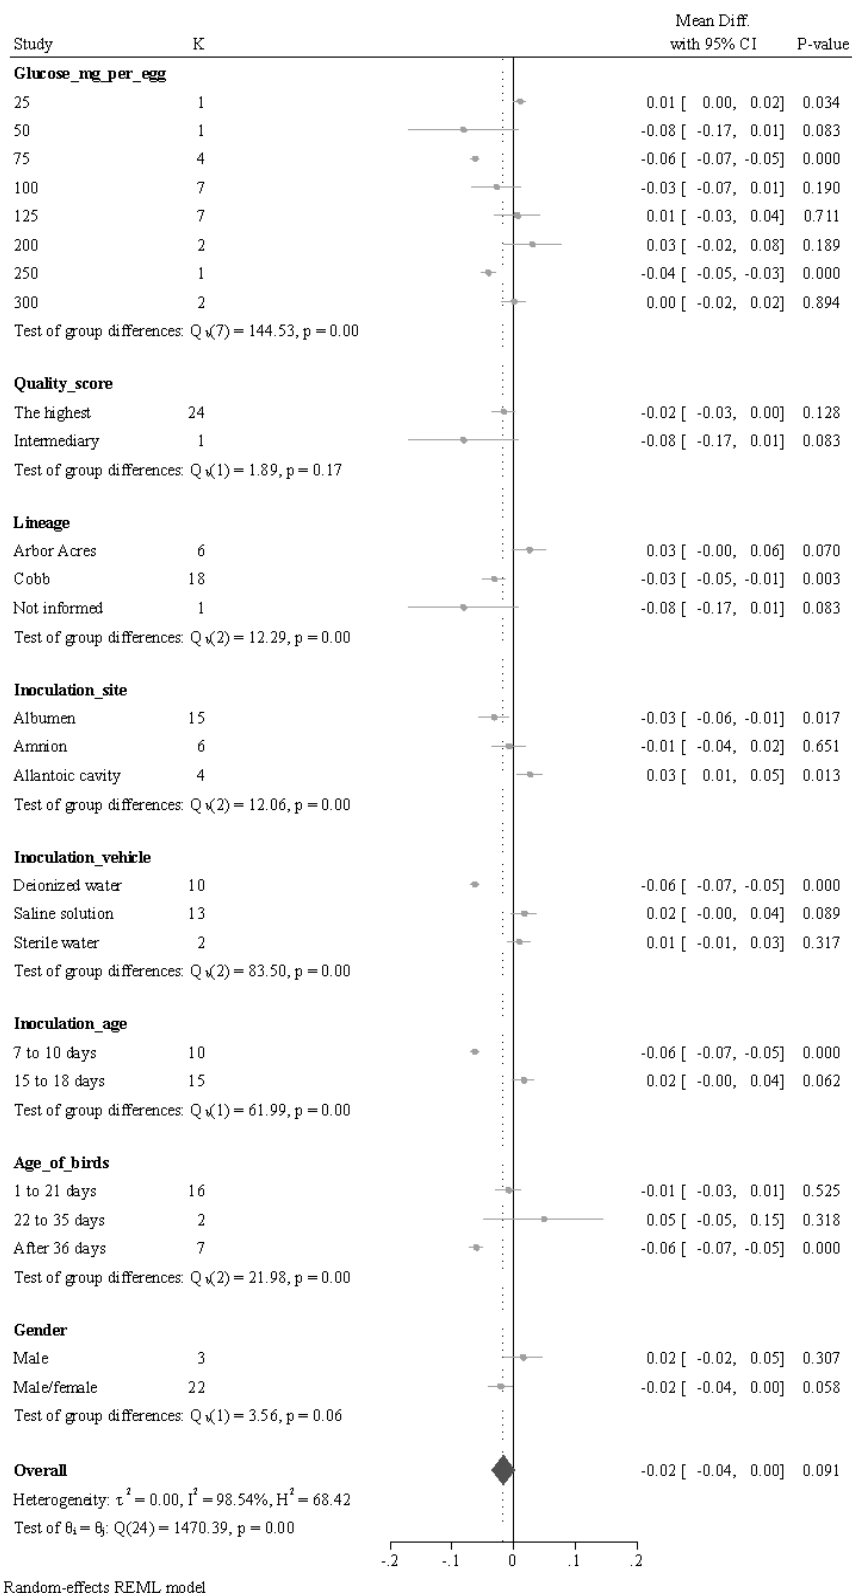 Mean Diff.
Study K with 95% CI P-value
Glucose_mg_per_egg
25 1 0.01 [ 0.00, 0.02] 0.034
50 1 -0.08 [ -0.17, 0.01] 0.083
75 4 -0.06 [ -0.07, -0.05] 0.000
100 7 -0.03 [ -0.07, 0.01] 0.190
125 7 0.01 [ -0.03, 0.04] 0.711
200 2 0.03 [ -0.02, 0.08] 0.189
250 1 -0.04 [ -0.05, -0.03] 0.000
300 2 0.00 [ -0.02, 0.02] 0.894
Test of group differences: Qb(7) = 144.53, p = 0.00
Quality_score
The highest 24 -0.02 [ -0.03, 0.00] 0.128
Intermediary 1 -0.08 [ -0.17, 0.01] 0.083
Test of group differences: Qb(1) = 1.89, p = 0.17
Lineage
Arbor Acres 6 0.03 [ -0.00, 0.06] 0.070
Cobb 18 -0.03 [ -0.05, -0.01] 0.003
Not informed 1 -0.08 [ -0.17, 0.01] 0.083
Test of group differences: Qb(2) = 12.29, p = 0.00
Inoculation_site
Albumen 15 -0.03 [ -0.06, -0.01] 0.017
Amnion 6 -0.01 [ -0.04, 0.02] 0.651
Allantoic cavity 4 0.03 [ 0.01, 0.05] 0.013
Test of group differences: Qb(2) = 12.06, p = 0.00
Inoculation_vehicle
Deionized water 10 -0.06 [ -0.07, -0.05] 0.000
Saline solution 13 0.02 [ -0.00, 0.04] 0.089
Sterile water 2 0.01 [ -0.01, 0.03] 0.317
Test of group differences: Qb(2) = 83.50, p = 0.00
Inoculation_age
7 to 10 days 10 -0.06 [ -0.07, -0.05] 0.000
15 to 18 days 15 0.02 [ -0.00, 0.04] 0.062
Test of group differences: Qb(1) = 61.99, p = 0.00
Age_of_birds
1 to 21 days 16 -0.01 [ -0.03, 0.01] 0.525
22 to 35 days 2 0.05 [ -0.05, 0.15] 0.318
After 36 days 7 -0.06 [ -0.07, -0.05] 0.000
Test of group differences: Qb(2) = 21.98, p = 0.00
Gender
Male 3 0.02 [ -0.02, 0.05] 0.307
Male/female 22 -0.02 [ -0.04, 0.00] 0.058
Test of group differences: Qb(1) = 3.56, p = 0.06
Overall -0.02 [ -0.04, 0.00] 0.091
Heterogeneity: τ² = 0.00, I² = 98.54%, H² = 68.42
Test of θi = θj: Q(24) = 1470.39, p = 0.00
-.2 -.1 0 .1 .2
Random-effects REML model